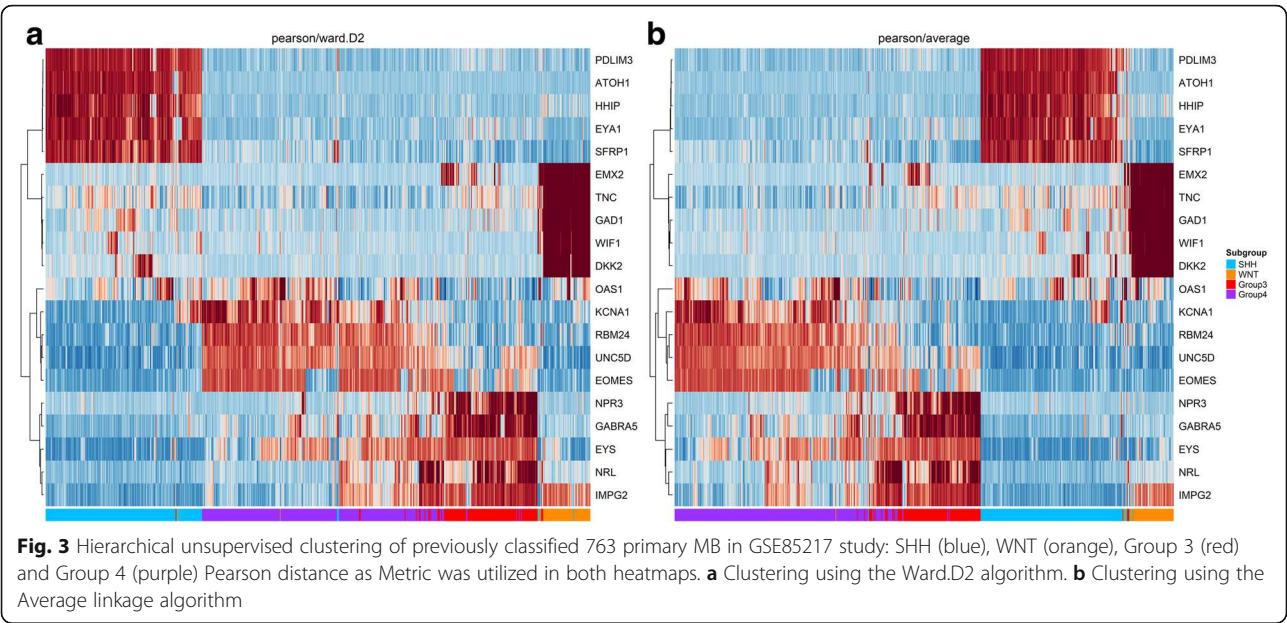 a
pearson/ward.D2
PDLIM3
ATOH1
HHIP
EYA1
SFRP1
EMX2
TNC
GAD1
WIF1
DKK2
OAS1
KCNA1
RBM24
UNC5D
EOMES
NPR3
GABRA5
EYS
NRL
IMPG2
b
pearson/average
PDLIM3
ATOH1
HHIP
EYA1
SFRP1
EMX2
TNC
GAD1
WIF1
DKK2
OAS1
KCNA1
RBM24
UNC5D
EOMES
NPR3
GABRA5
EYS
NRL
IMPG2
Subgroup
SHH
WNT
Group3
Group4
Fig. 3 Hierarchical unsupervised clustering of previously classified 763 primary MB in GSE85217 study: SHH (blue), WNT (orange), Group 3 (red)
and Group 4 (purple) Pearson distance as Metric was utilized in both heatmaps. a Clustering using the Ward.D2 algorithm. b Clustering using the
Average linkage algorithm